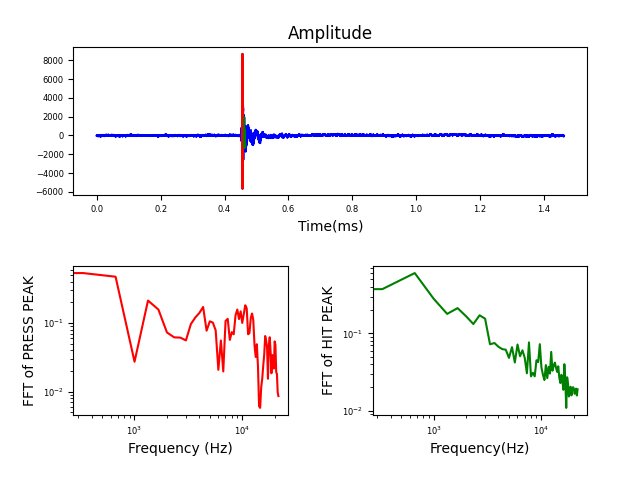 Amplitude
8000
6000
4000
2000
0
−2000
−4000
−6000
0.0 0.2 0.4 0.6 0.8 1.0 1.2 1.4
Time(ms)
FFT of PRESS PEAK
10⁻¹
10⁻²
10³ 10⁴
Frequency (Hz)
FFT of HIT PEAK
10⁻¹
10⁻²
10³ 10⁴
Frequency(Hz)